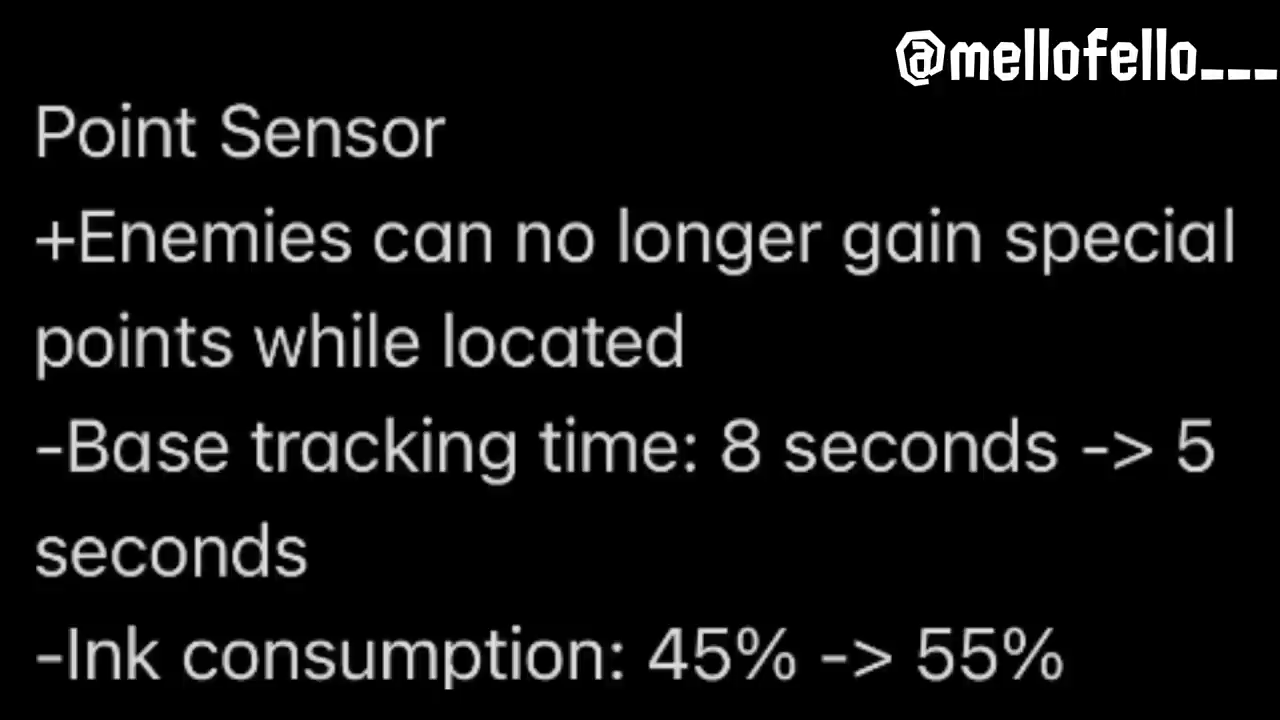 @mellofello___
Point Sensor
+Enemies can no longer gain special
points while located
-Base tracking time: 8 seconds -> 5
seconds
-Ink consumption: 45% -> 55%